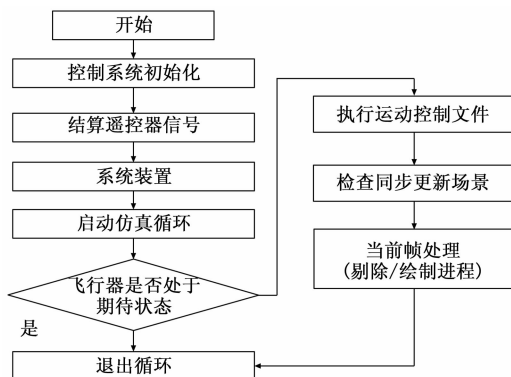 开始
控制系统初始化
结算遥控器信号
系统装置
启动仿真循环
飞行器是否处于
期待状态
是
退出循环
执行运动控制文件
检查同步更新场景
当前帧处理
(剔除/绘制进程)